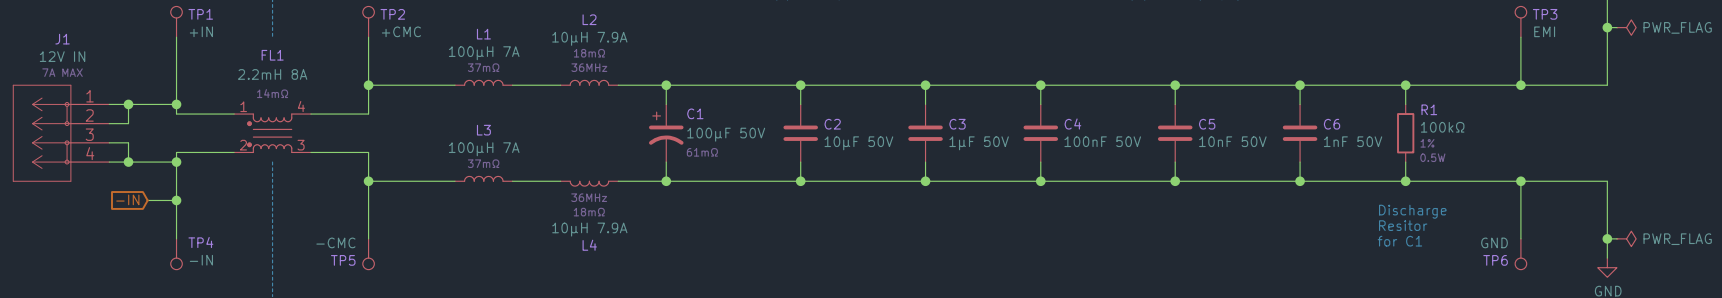 TP1
+IN
TP2
+CMC
TP3
EMI
PWR_FLAG
J1
12V IN
7A MAX
1
2
3
4
FL1
2.2mH 8A
14mΩ
1
4
2
3
L1
100μH 7A
37mΩ
L2
10μH 7.9A
18mΩ
36MHz
L3
100μH 7A
37mΩ
36MHz
18mΩ
10μH 7.9A
L4
+
C1
100μF 50V
61mΩ
C2
10μF 50V
C3
1μF 50V
C4
100nF 50V
C5
10nF 50V
C6
1nF 50V
R1
100kΩ
1%
0.5W
-IN
TP4
-IN
-CMC
TP5
Discharge
Resitor
for C1
GND
TP6
PWR_FLAG
GND